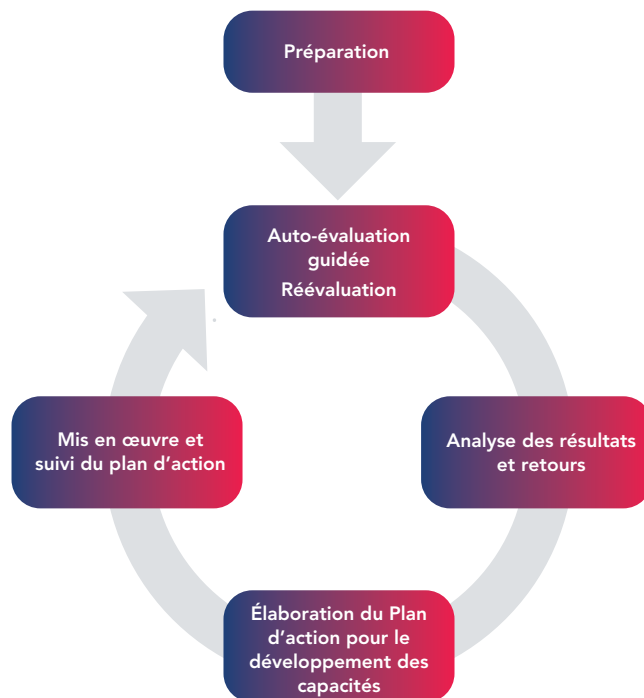 Préparation
Auto-évaluation
guidée
Réévaluation
Analyse des résultats
et retours
Élaboration du Plan
d’action pour le
développement des
capacités
Mis en œuvre et
suivi du plan d’action